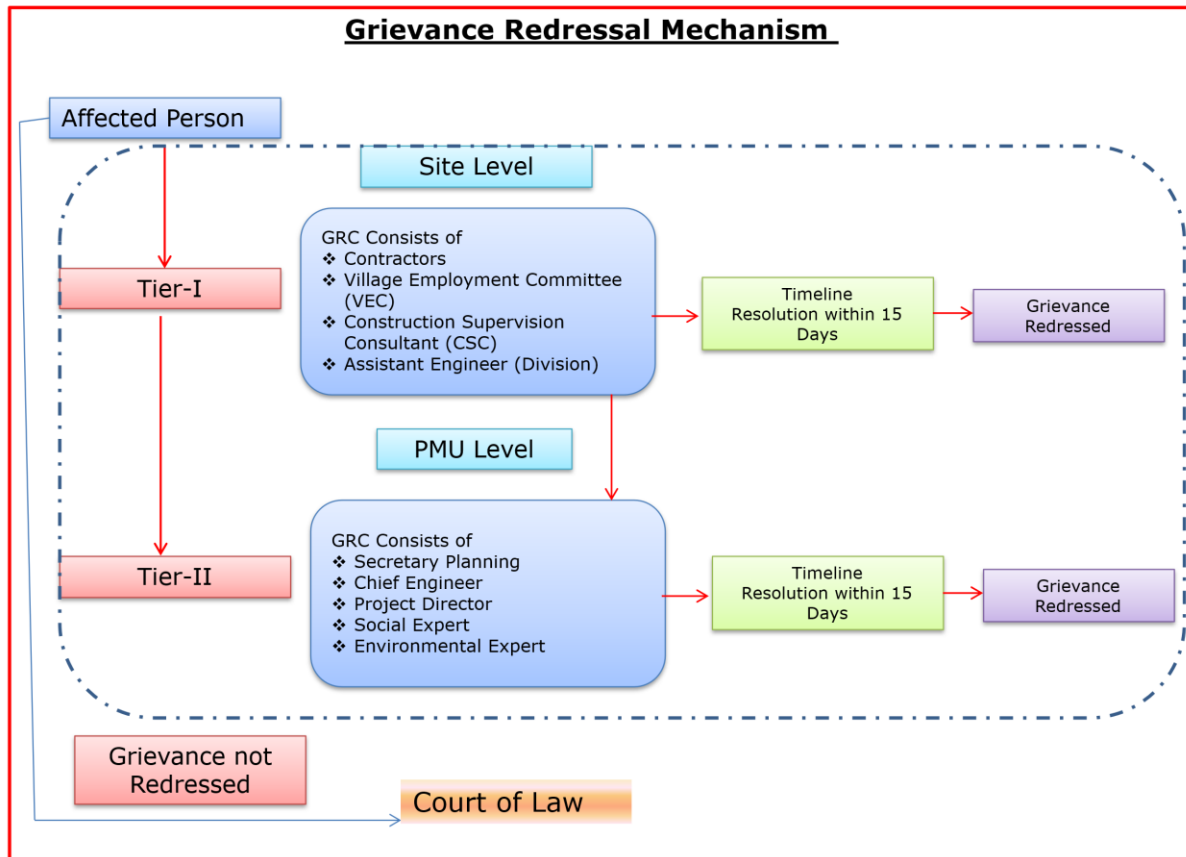 Grievance Redressal Mechanism
Affected Person
Site Level
GRC Consists of
❖ Contractors
❖ Village Employment Committee
(VEC)
❖ Construction Supervision
Consultant (CSC)
❖ Assistant Engineer (Division)
Tier-I
Timeline
Resolution within 15
Days
Grievance
Redressed
PMU Level
GRC Consists of
❖ Secretary Planning
❖ Chief Engineer
❖ Project Director
❖ Social Expert
❖ Environmental Expert
Tier-II
Timeline
Resolution within 15
Days
Grievance
Redressed
Grievance not
Redressed
Court of Law